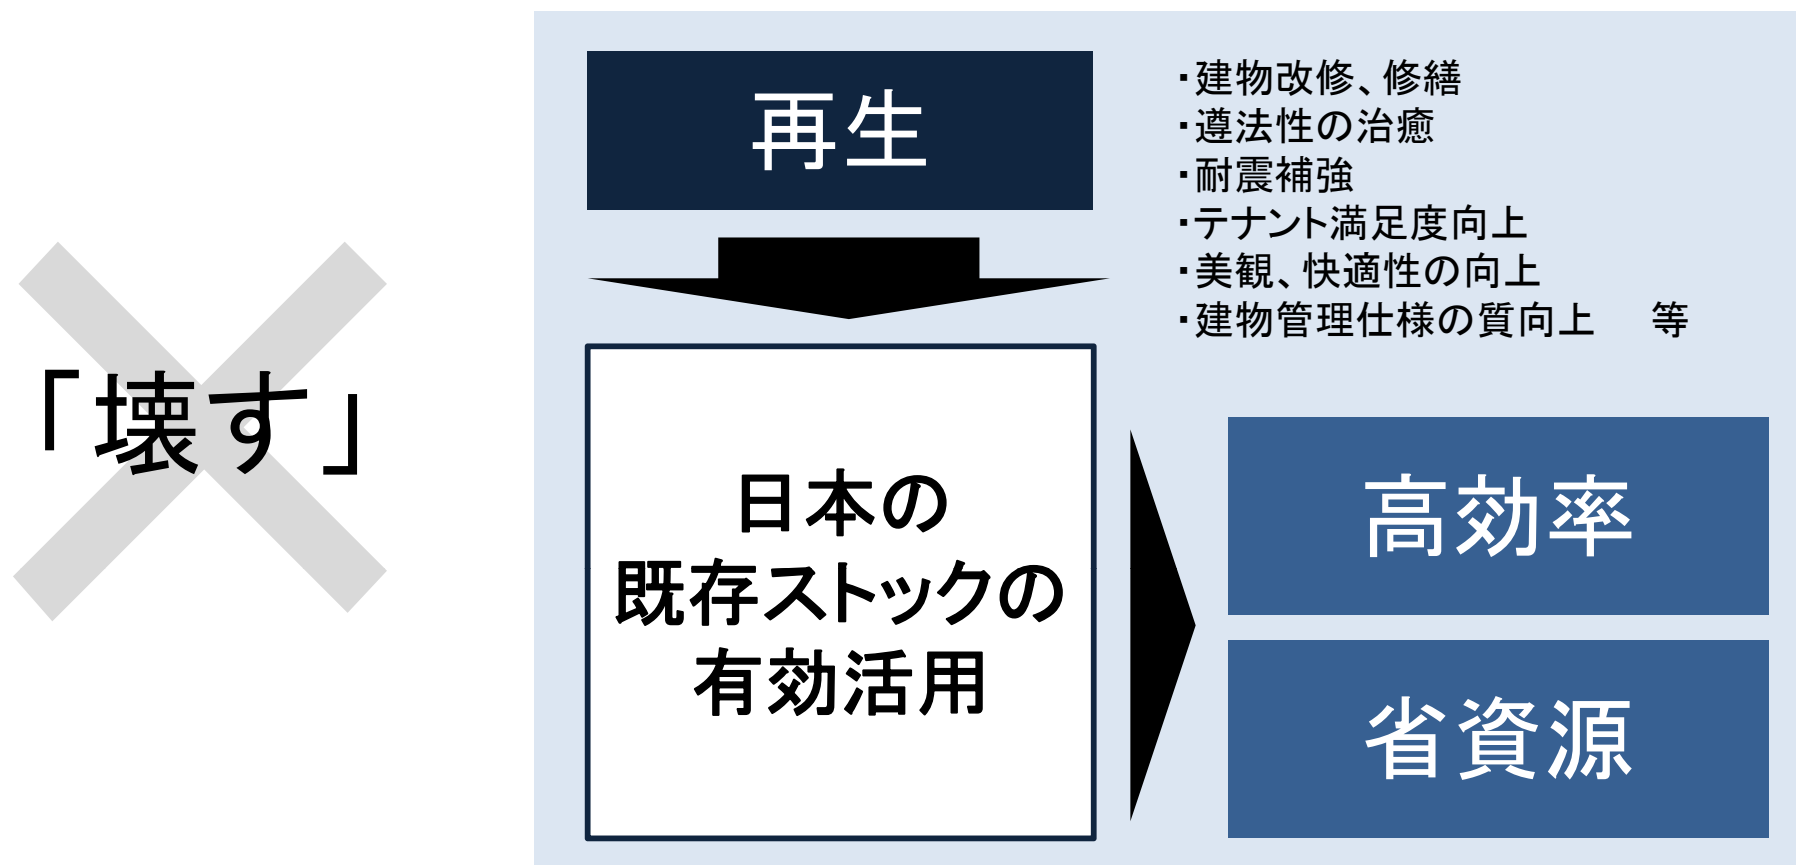 「壊す」
再生
・建物改修、修繕
・遵法性の治癒
・耐震補強
・テナント満足度向上
・美観、快適性の向上
・建物管理仕様の質向上　等
日本の
既存ストックの
有効活用
高効率
省資源